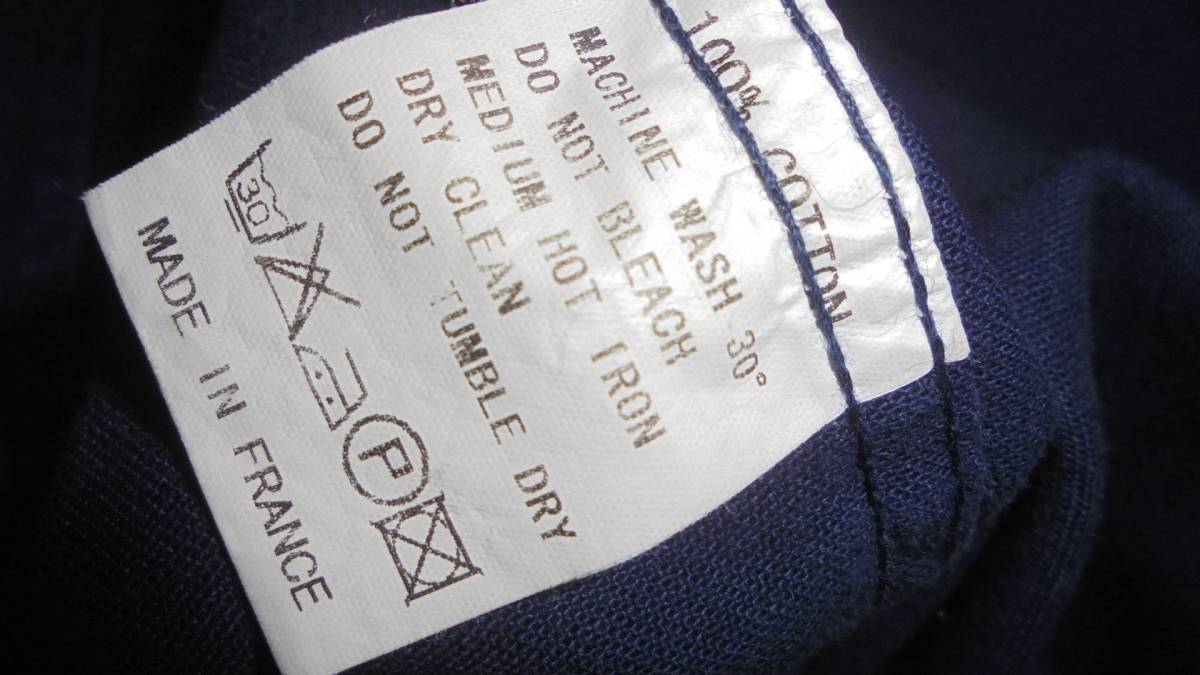 100% COTTON
MACHINE WASH 30°
DO NOT BLEACH
MEDIUM HOT IRON
DRY CLEAN
DO NOT TUMBLE DRY
30 P
MADE IN FRANCE